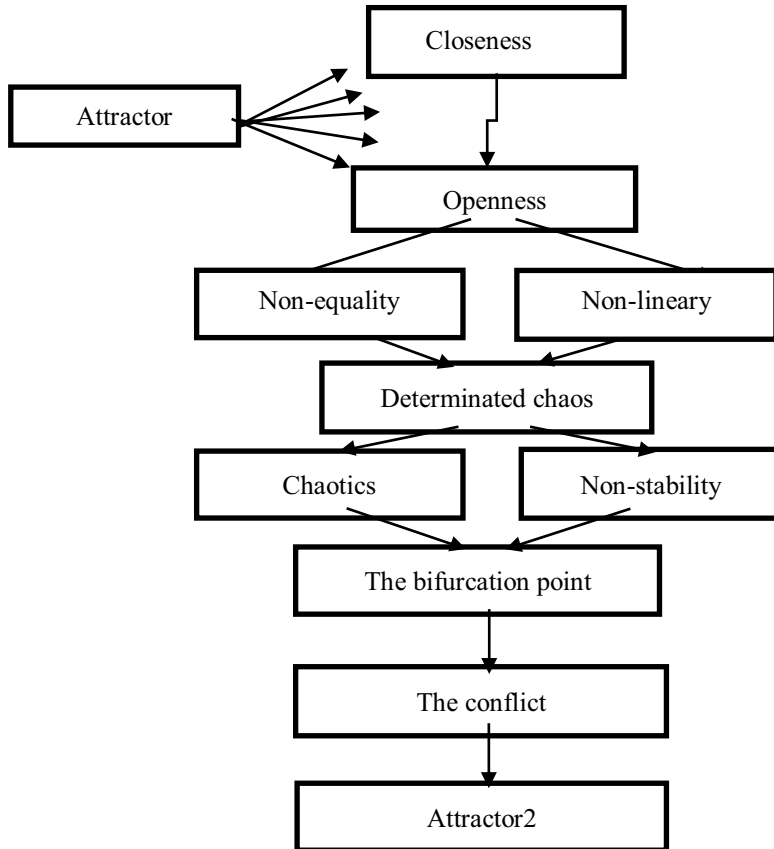 Closeness
Attractor
Openness
Non-equality
Non-lineary
Determinated chaos
Chaotics
Non-stability
The bifurcation point
The conflict
Attractor2